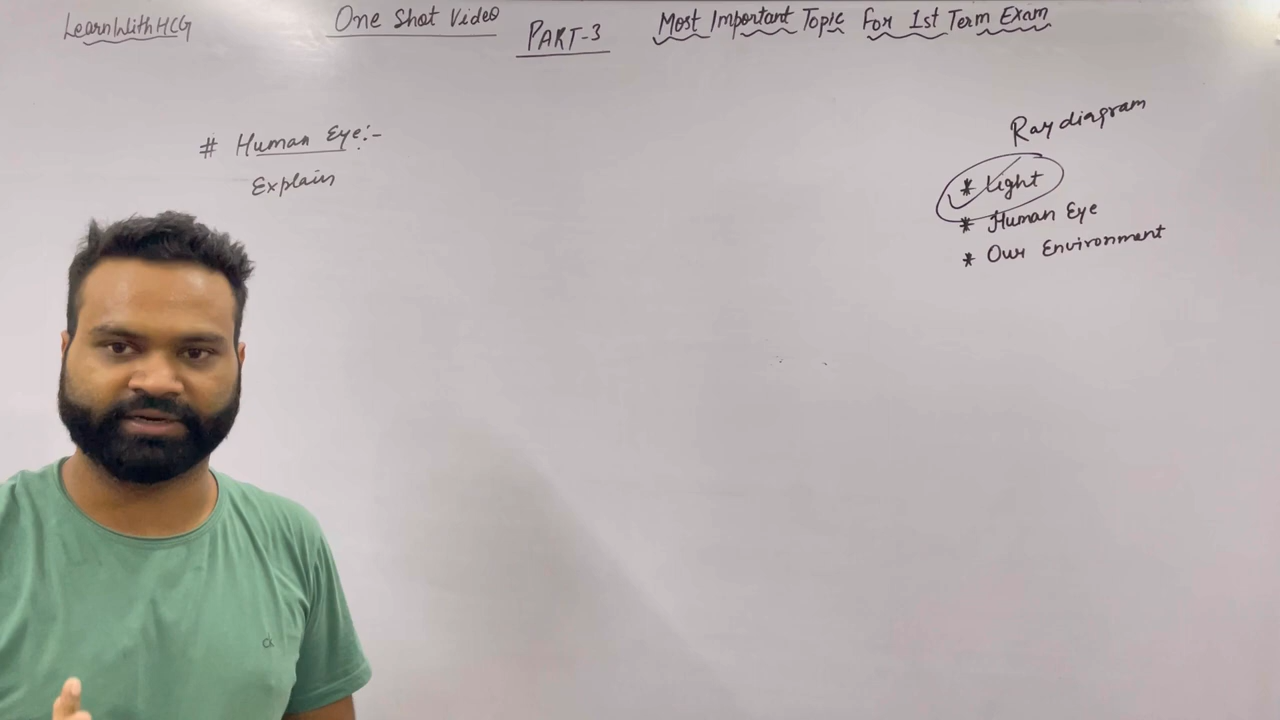 LearnWithHCG
One Shot Video
PART-3
Most Important Topic For 1st Term Exam
# Human Eye:-
Explain
Ray diagram
* Light
* Human Eye
* Our Environment
CK